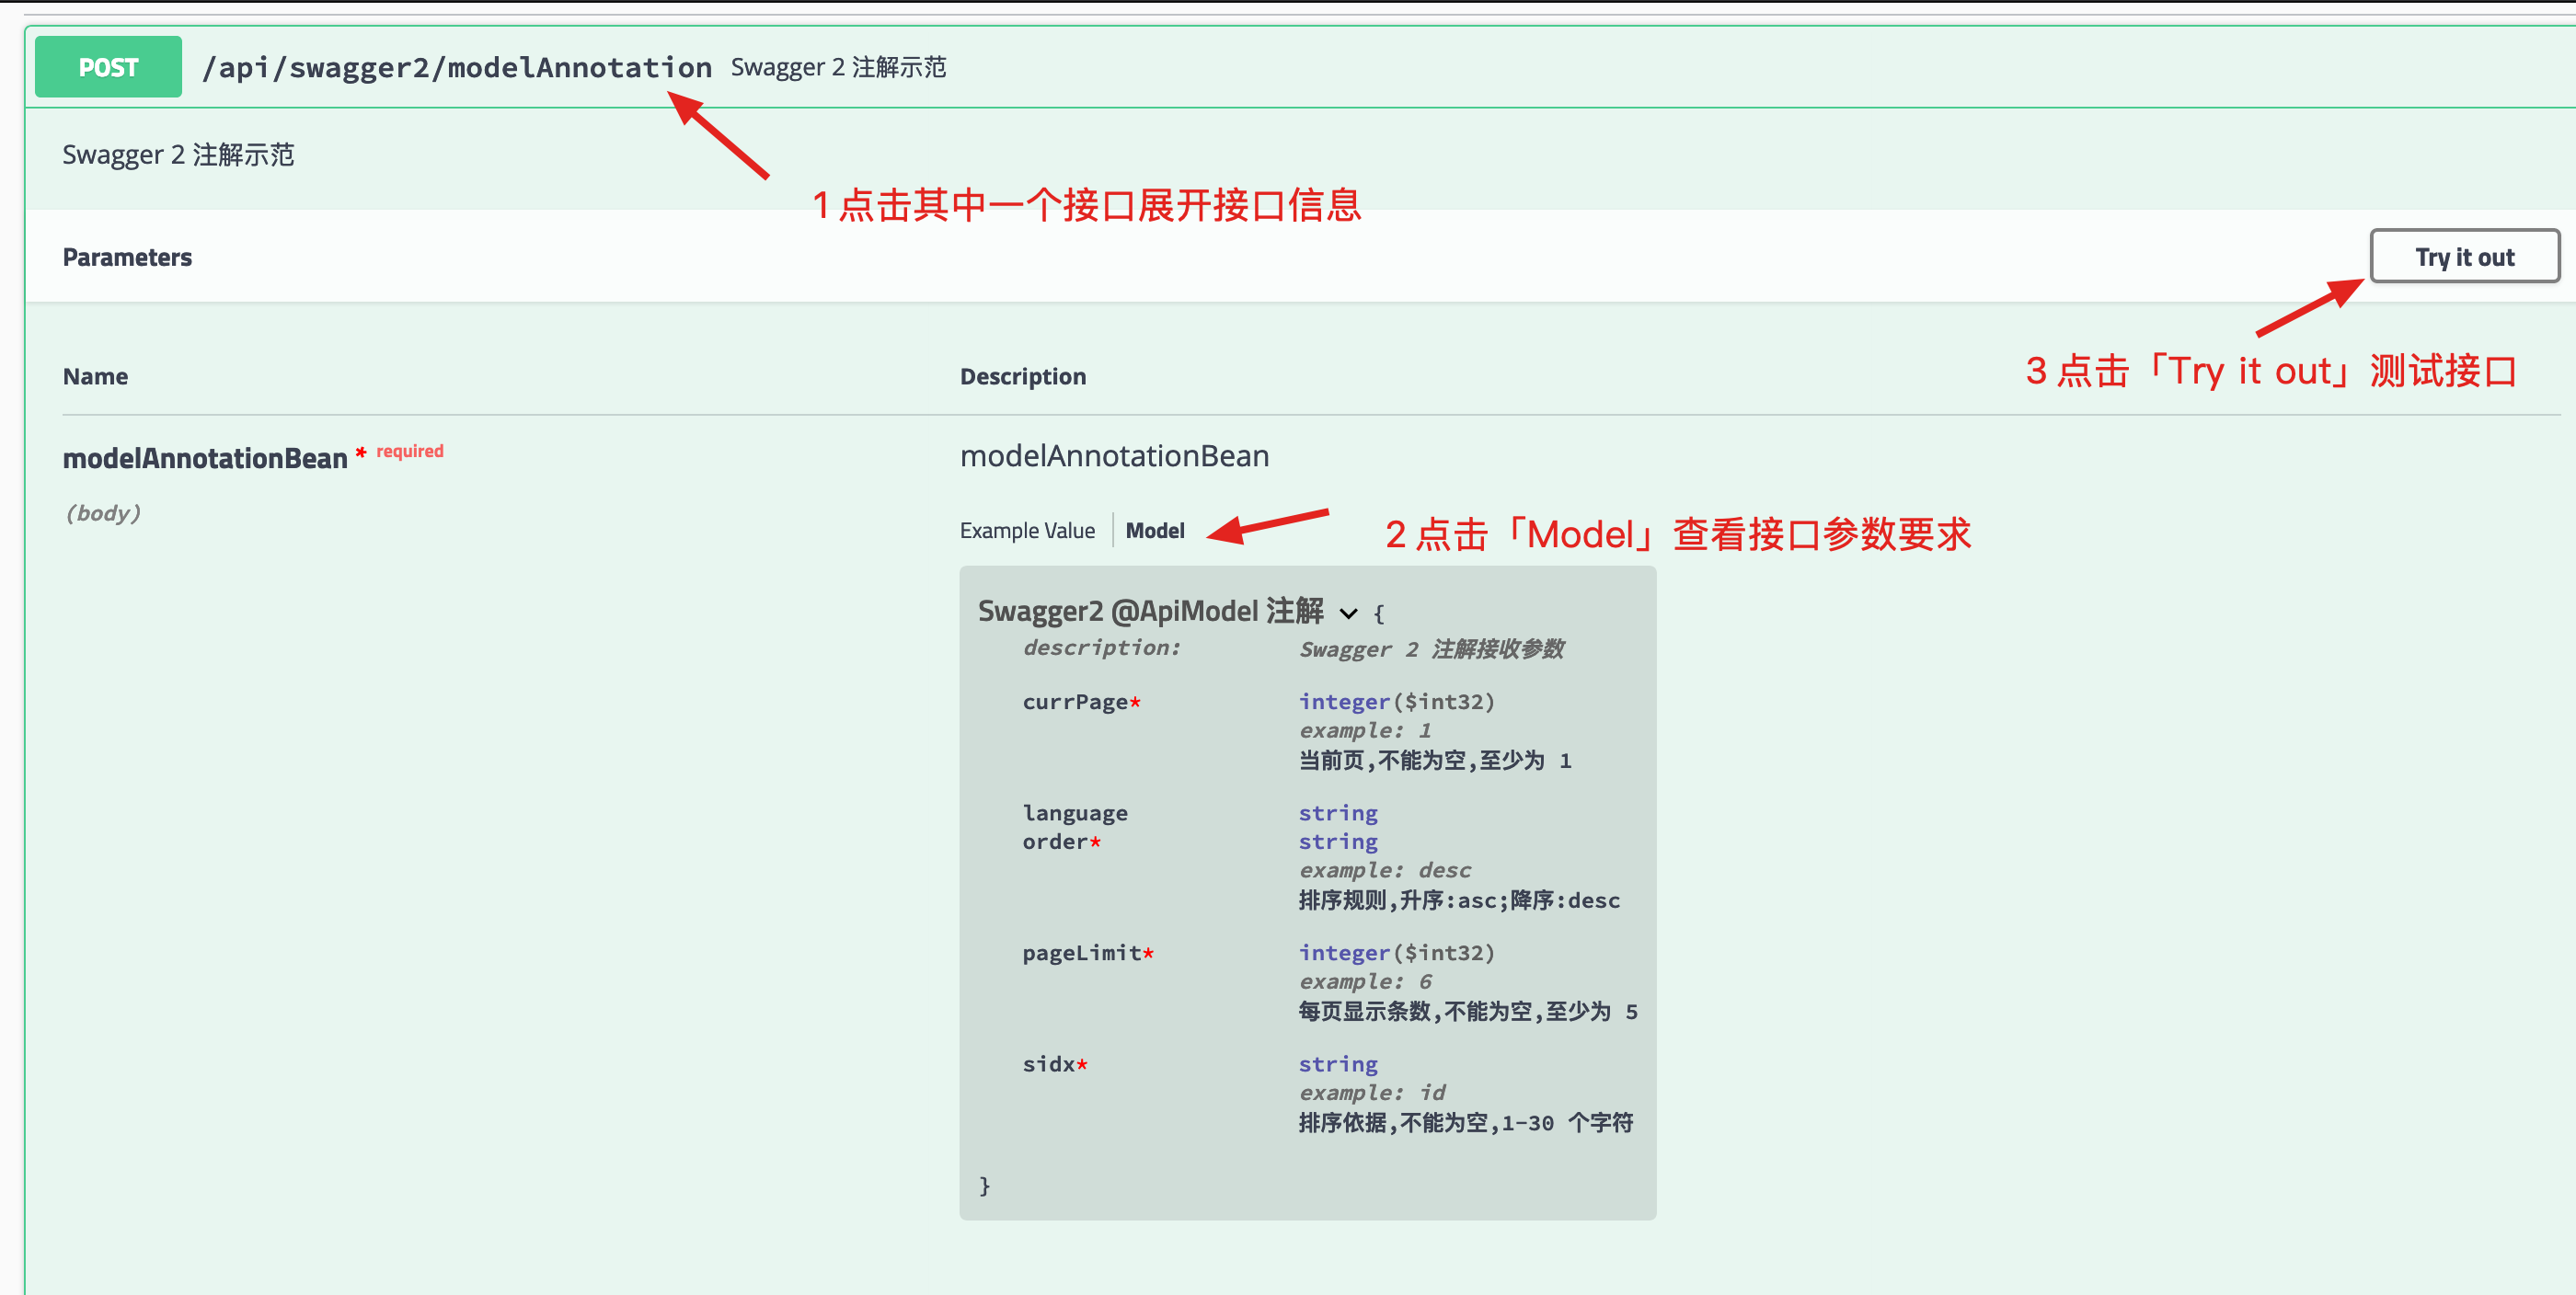 POST /api/swagger2/modelAnnotation Swagger 2 注解示范
Swagger 2 注解示范
1 点击其中一个接口展开接口信息
Parameters
Try it out
3 点击「Try it out」测试接口
Name Description
modelAnnotationBean * required
modelAnnotationBean
(body)
Example Value Model
2 点击「Model」查看接口参数要求
Swagger2 @ApiModel 注解 {
description: Swagger 2 注解接收参数
currPage* integer($int32)
example: 1
当前页,不能为空,至少为 1
language string
order* string
example: desc
排序规则,升序:asc;降序:desc
pageLimit* integer($int32)
example: 6
每页显示条数,不能为空,至少为 5
sidx* string
example: id
排序依据,不能为空,1-30 个字符
}